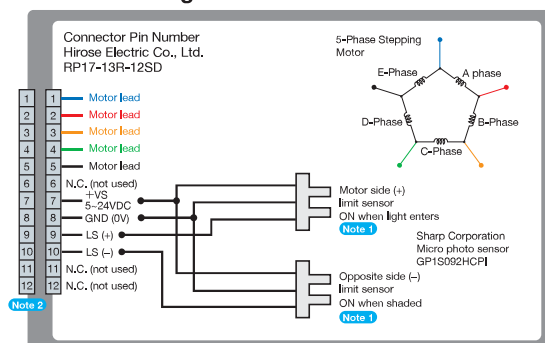 Connector Pin Number
Hirose Electric Co., Ltd.
RP17-13R-12SD
5-Phase Stepping
Motor
E-Phase
A phase
D-Phase
B-Phase
C-Phase
1 1 Motor lead
2 2 Motor lead
3 3 Motor lead
4 4 Motor lead
5 5 Motor lead
6 6 N.C. (not used)
7 7 +VS
5~24VDC
8 8 GND (0V)
9 9 LS (+)
10 10 LS (–)
11 11 N.C. (not used)
12 12 N.C. (not used)
Note 2
Motor side (+)
limit sensor
ON when light enters
Note 1
Sharp Corporation
Micro photo sensor
GP1S092HCPI
Opposite side (–)
limit sensor
ON when shaded
Note 1